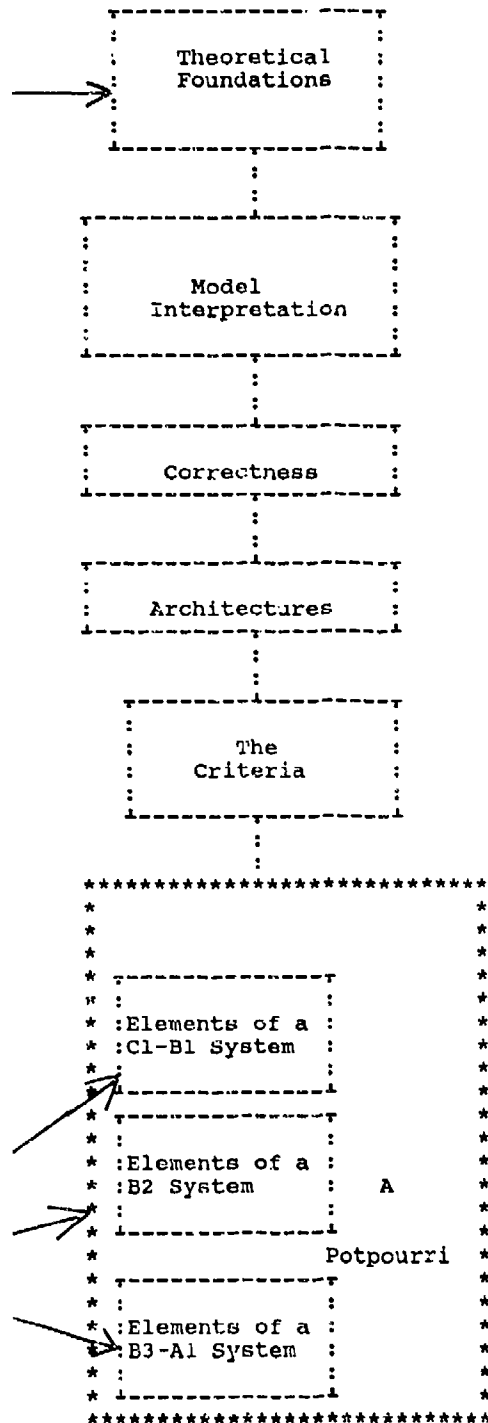 Theoretical
Foundations
Model
Interpretation
Correctness
Architectures
The
Criteria
Elements of a
C1-B1 System
Elements of a
B2 System
A
Potpourri
Elements of a
B3-A1 System